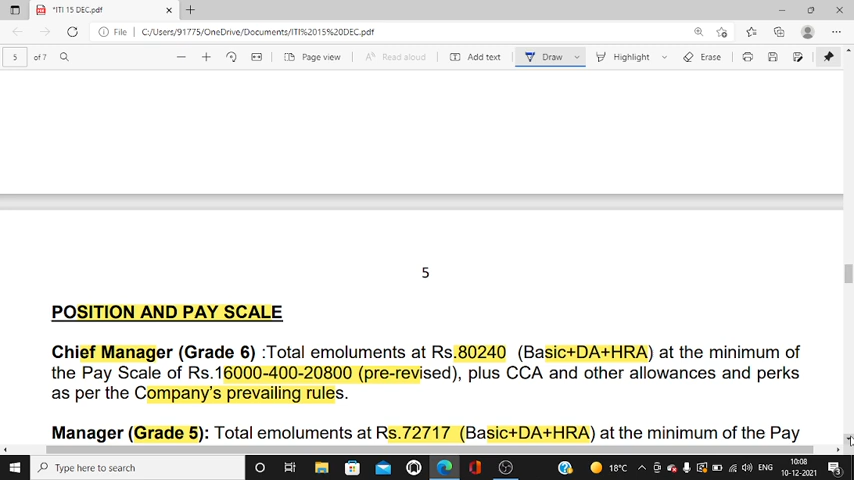 *ITI 15 DEC.pdf
File
C:/Users/91775/OneDrive/Documents/ITI%2015%20DEC.pdf
5 of 7
Page view
Read aloud
Add text
Draw
Highlight
Erase
5
POSITION AND PAY SCALE
Chief Manager (Grade 6) :Total emoluments at Rs.80240 (Basic+DA+HRA) at the minimum of
the Pay Scale of Rs.16000-400-20800 (pre-revised), plus CCA and other allowances and perks
as per the Company's prevailing rules.
Manager (Grade 5): Total emoluments at Rs.72717 (Basic+DA+HRA) at the minimum of the Pay
Type here to search
18°C
ENG
10:08
10-12-2021
3